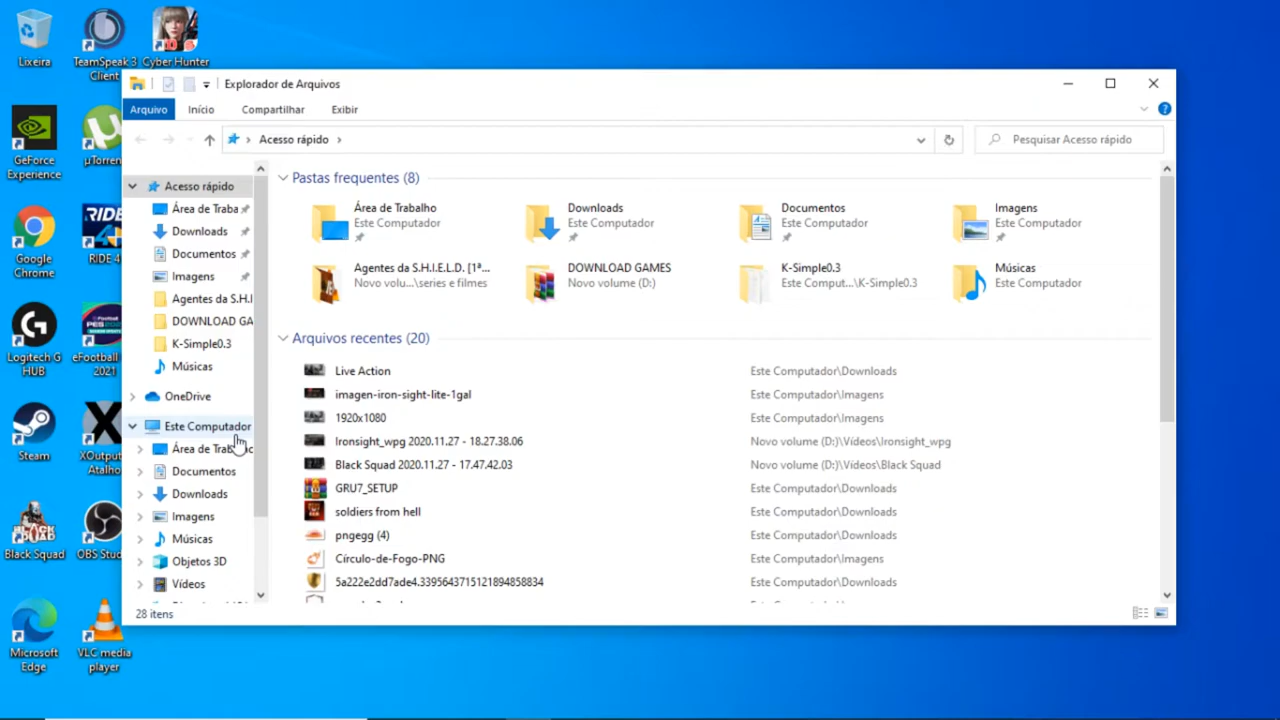 Lixeira
TeamSpeak 3
Client
Cyber Hunter
GeForce
Experience
µTorrent
Google
Chrome
RIDE
RIDE 4
Logitech G
HUB
eFootball
2021
Steam
XOutput
Atalho
Black Squad
OBS Stud
Microsoft
Edge
VLC media
player
Explorador de Arquivos
Arquivo
Início
Compartilhar
Exibir
Acesso rápido
Pesquisar Acesso rápido
Acesso rápido
Área de Traba
Downloads
Documentos
Imagens
Agentes da S.H.I
DOWNLOAD GA
K-Simple0.3
Músicas
OneDrive
Este Computador
Documentos
Downloads
Imagens
Músicas
Objetos 3D
Vídeos
Pastas frequentes (8)
Área de Trabalho
Este Computador
Downloads
Este Computador
Documentos
Este Computador
Imagens
Este Computador
Agentes da S.H.I.E.L.D. [1ª...
Novo volu...\series e filmes
DOWNLOAD GAMES
Novo volume (D:)
K-Simple0.3
Este Comput...\K-Simple0.3
Músicas
Este Computador
Arquivos recentes (20)
Live Action Este Computador\Downloads
imagen-iron-sight-lite-1gal Este Computador\Imagens
1920x1080 Este Computador\Imagens
Ironsight_wpg 2020.11.27 - 18.27.38.06 Novo volume (D:)\Vídeos\Ironsight_wpg
Black Squad 2020.11.27 - 17.47.42.03 Novo volume (D:)\Vídeos\Black Squad
GRU7_SETUP Este Computador\Downloads
soldiers from hell Este Computador\Downloads
pngegg (4) Este Computador\Downloads
Círculo-de-Fogo-PNG Este Computador\Imagens
5a222e2dd7ade4.3395643715121894858834 Este Computador\Downloads
28 itens